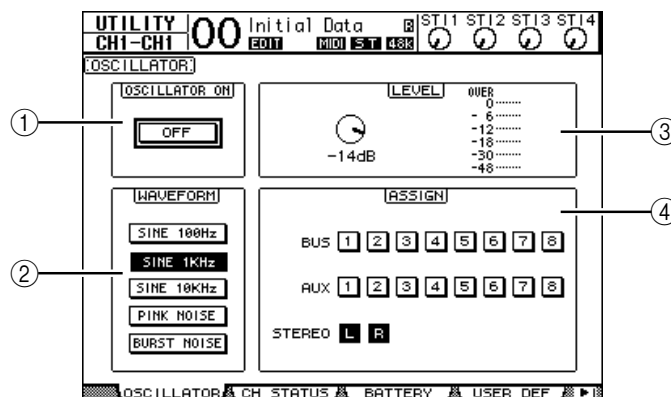 UTILITY 00 Initial Data B STI1 STI2 STI3 STI4
CH1-CH1 EDIT MIDI ST 48k
OSCILLATOR
OSCILLATOR ON
OFF
1
LEVEL
-14dB
OVER
0
- 6
-12
-18
-30
-48
3
WAVEFORM
SINE 100Hz
SINE 1KHz
SINE 10KHz
PINK NOISE
BURST NOISE
2
ASSIGN
BUS 1 2 3 4 5 6 7 8
AUX 1 2 3 4 5 6 7 8
STEREO L R
4
OSCILLATOR CH STATUS BATTERY USER DEF